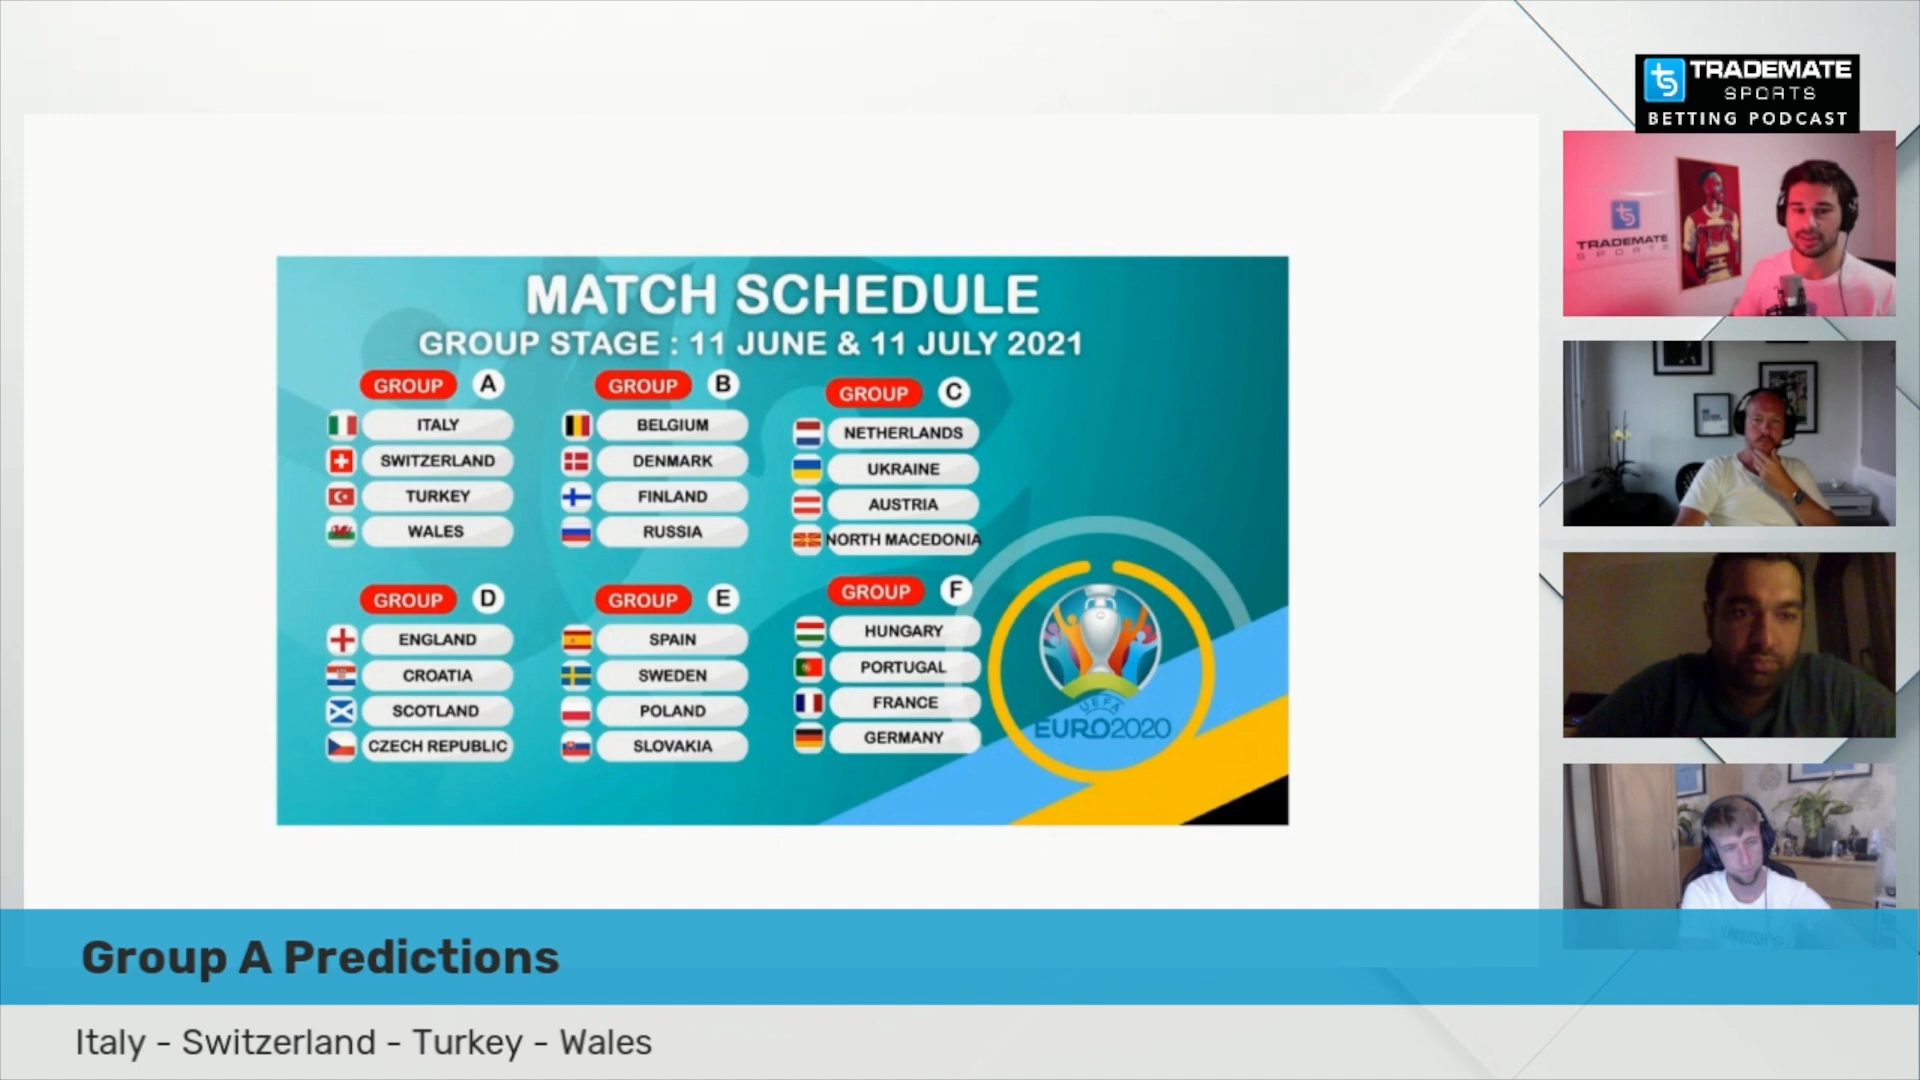 TRADEMATE
SPORTS
BETTING PODCAST
TRADEMATE
SPORTS
MATCH SCHEDULE
GROUP STAGE : 11 JUNE & 11 JULY 2021
GROUP A
ITALY
SWITZERLAND
TURKEY
WALES
GROUP B
BELGIUM
DENMARK
FINLAND
RUSSIA
GROUP C
NETHERLANDS
UKRAINE
AUSTRIA
NORTH MACEDONIA
GROUP D
ENGLAND
CROATIA
SCOTLAND
CZECH REPUBLIC
GROUP E
SPAIN
SWEDEN
POLAND
SLOVAKIA
GROUP F
HUNGARY
PORTUGAL
FRANCE
GERMANY
UEFA
EURO2020
Group A Predictions
Italy - Switzerland - Turkey - Wales